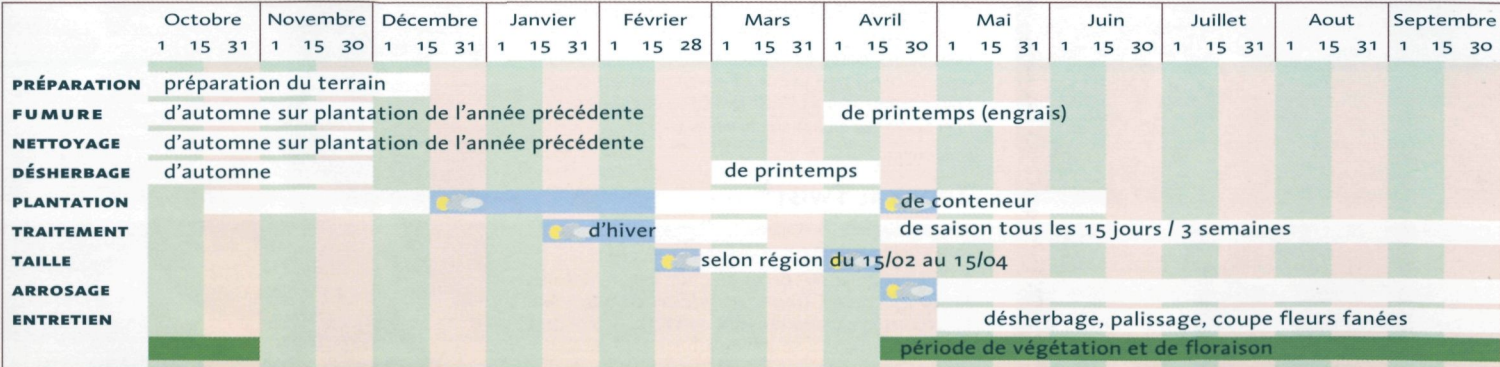 Octobre Novembre Décembre Janvier Février Mars Avril Mai Juin Juillet Aout Septembre
1 15 31 1 15 30 1 15 31 1 15 31 1 15 28 1 15 31 1 15 30 1 15 31 1 15 30 1 15 31 1 15 31 1 15 30
PRÉPARATION préparation du terrain
FUMURE d'automne sur plantation de l'année précédente de printemps (engrais)
NETTOYAGE d'automne sur plantation de l'année précédente
DÉSHERBAGE d'automne de printemps
PLANTATION de conteneur
TRAITEMENT d'hiver de saison tous les 15 jours / 3 semaines
TAILLE selon région du 15/02 au 15/04
ARROSAGE
ENTRETIEN désherbage, palissage, coupe fleurs fanées
période de végétation et de floraison